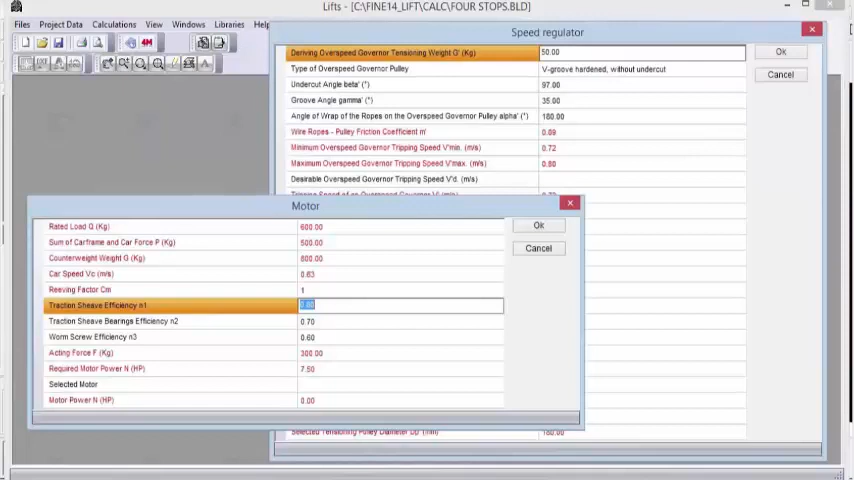 Lifts - [C:\FINE14_LIFT\CALC\FOUR STOPS.BLD]
Files Project Data Calculations View Windows Libraries Help
4M
Speed regulator
Deriving Overspeed Governor Tensioning Weight G' (Kg) 50.00
Type of Overspeed Governor Pulley V-groove hardened, without undercut
Undercut Angle beta' (°) 97.00
Groove Angle gamma' (°) 35.00
Angle of Wrap of the Ropes on the Overspeed Governor Pulley alpha' (°) 180.00
Wire Ropes - Pulley Friction Coefficient m' 0.09
Minimum Overspeed Governor Tripping Speed V'min. (m/s) 0.72
Maximum Overspeed Governor Tripping Speed V'max. (m/s) 0.80
Desirable Overspeed Governor Tripping Speed V'd. (m/s)
Ok
Cancel
Motor
Rated Load Q (Kg) 600.00
Sum of Carframe and Car Force P (Kg) 500.00
Counterweight Weight G (Kg) 800.00
Car Speed Vc (m/s) 0.63
Reeving Factor Cm 1
Traction Sheave Efficiency n1
Traction Sheave Bearings Efficiency n2 0.70
Worm Screw Efficiency n3 0.60
Acting Force F (Kg) 300.00
Required Motor Power N (HP) 7.50
Selected Motor
Motor Power N (HP) 0.00
Ok
Cancel
Selected Tensioning Pulley Diameter Dp' (mm) 160.00